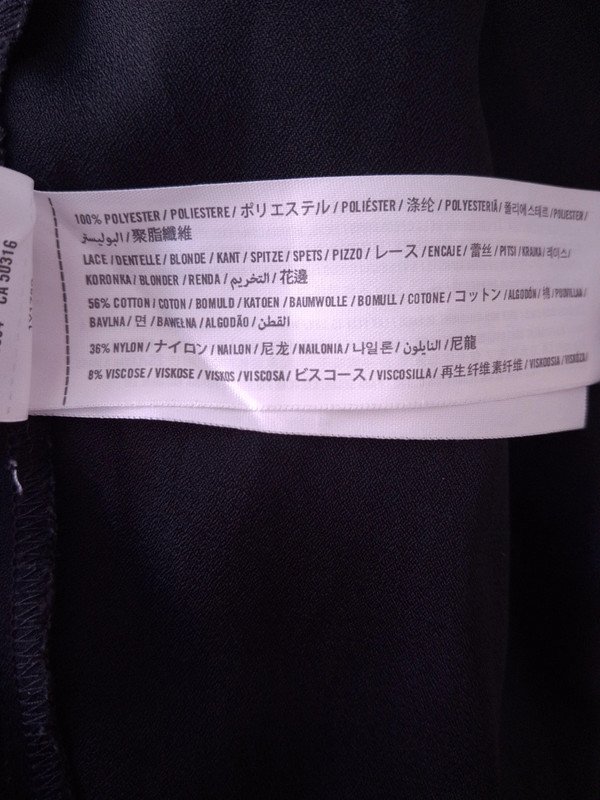 100% POLYESTER / POLIESTERE / ポリエステル / POLIÉSTER / 涤纶 / POLYESTERIÄ / 폴리에스테르 / POLIESTER /
البوليستر / 聚脂纖維
LACE / DENTELLE / BLONDE / KANT / SPITZE / SPETS / PIZZO / レース / ENCAJE / 蕾丝 / PITSI / KRAJKA / 레이스 /
KORONKA / BLONDER / RENDA / التخريم / 花邊
56% COTTON / COTON / BOMULD / KATOEN / BAUMWOLLE / BOMULL / COTONE / コットン / ALGODÓN / 棉 / PUUVILLAA /
BAVLNA / 면 / BAWEŁNA / ALGODÃO / القطن
36% NYLON / ナイロン / NAILON / 尼龙 / NAILONIA / 나일론 / النايلون / 尼龍
8% VISCOSE / VISKOSE / VISKOS / VISCOSA / ビスコース / VISCOSILLA / 再生纤维素纤维 / VISKOOSIA / VISKÓZA
CA 50316